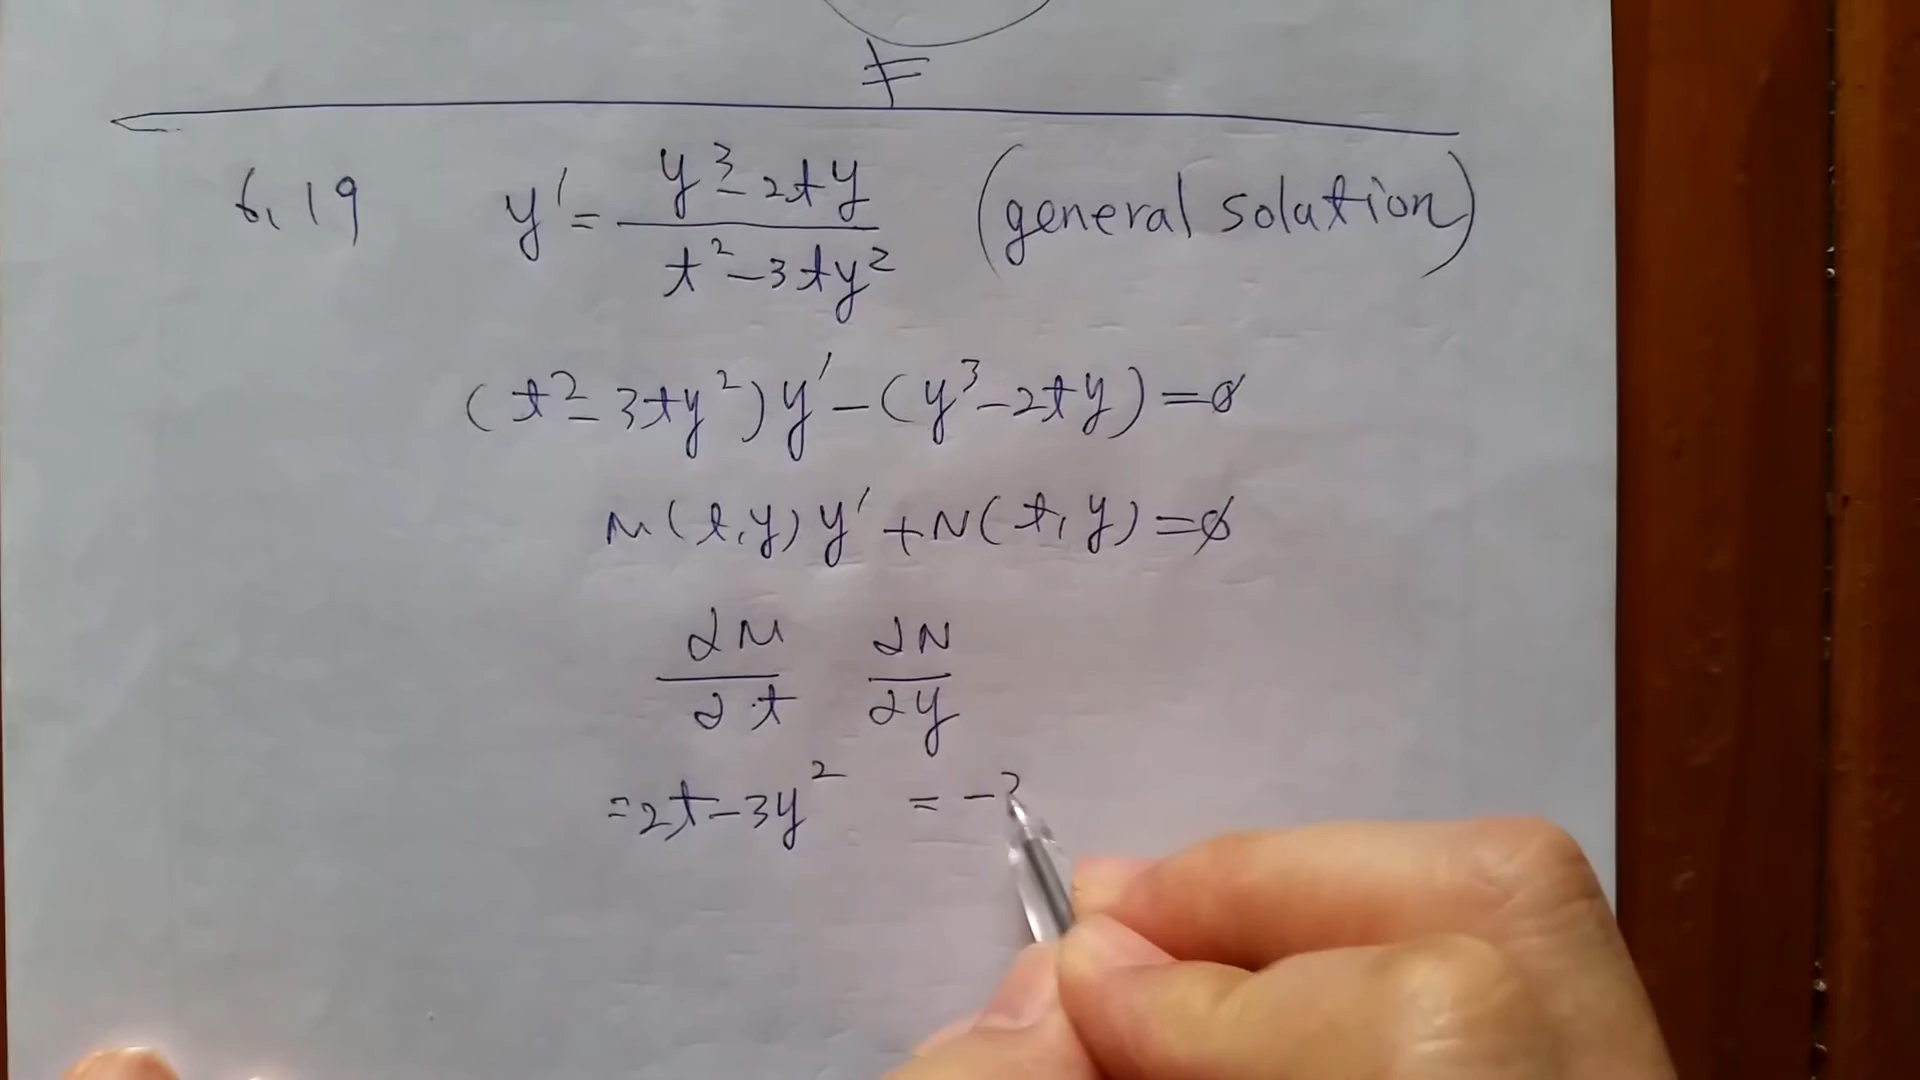 ≠
6.19 y' = (y³ - 2ty)/(t² - 3ty²) (general solution)
(t² - 3ty²)y' - (y³ - 2ty) = 0
M(t,y)y' + N(t,y) = 0
∂M/∂t ∂N/∂y
= 2t - 3y² = -3